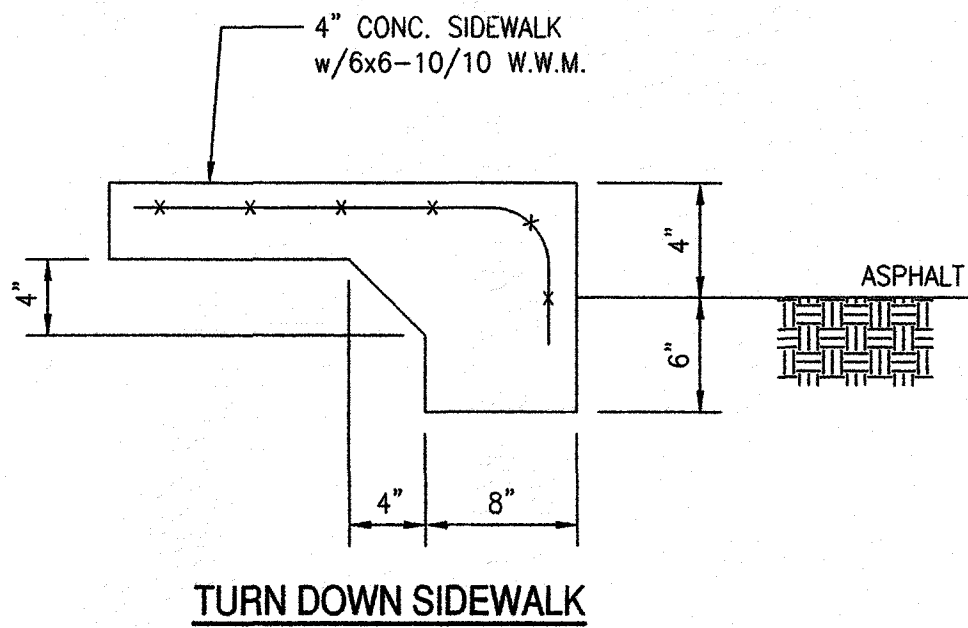 4" CONC. SIDEWALK
w/6x6-10/10 W.W.M.
4"
4"
ASPHALT
6"
4"
8"
TURN DOWN SIDEWALK